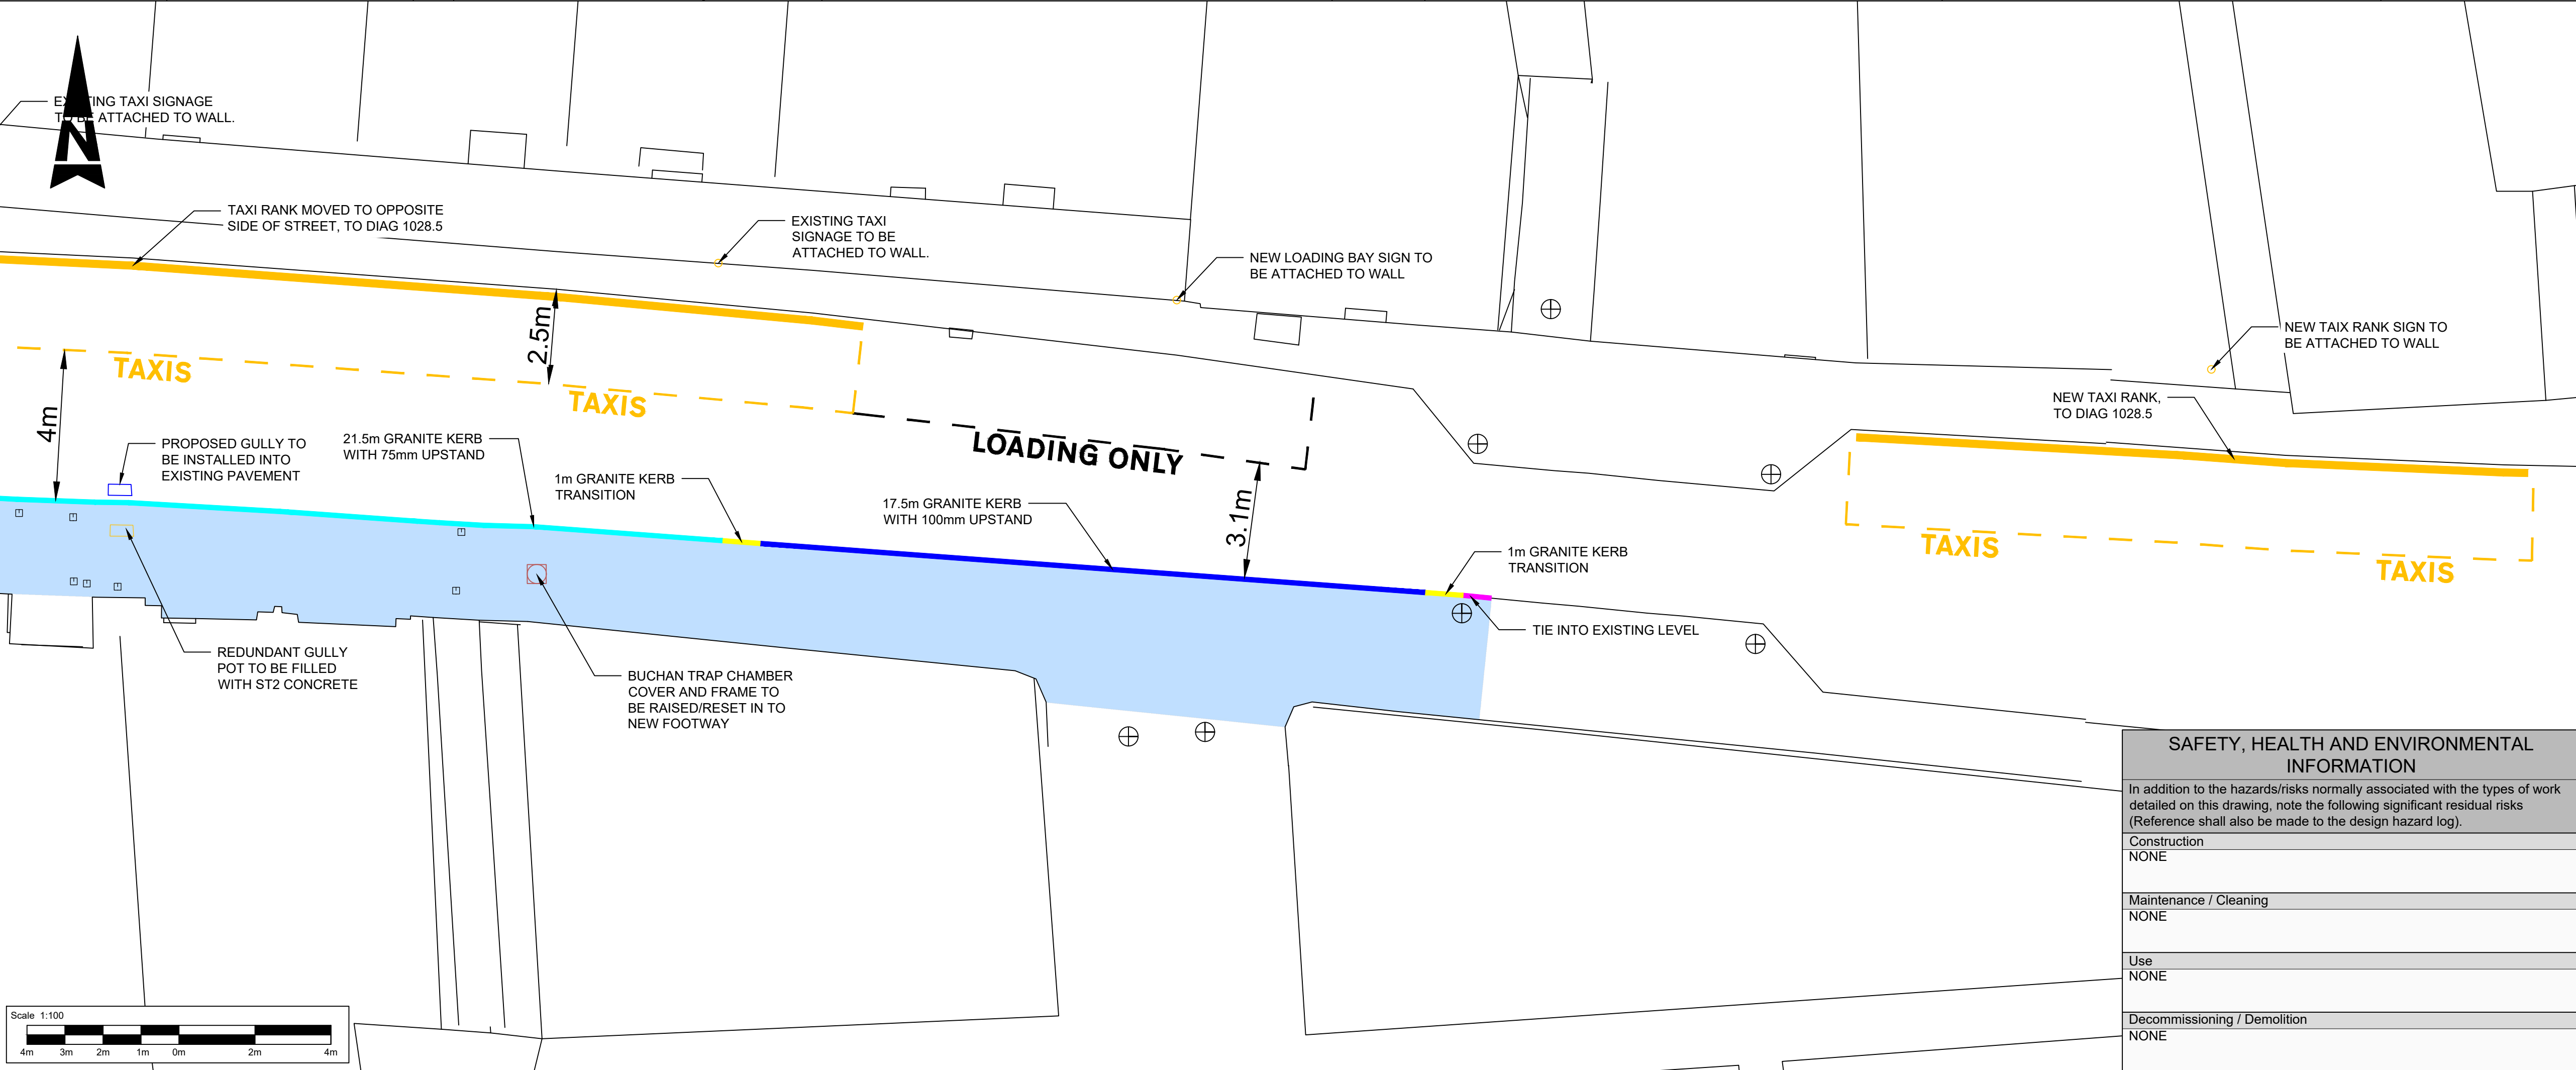 EXISTING TAXI SIGNAGE
TO BE ATTACHED TO WALL.
N
TAXI RANK MOVED TO OPPOSITE
SIDE OF STREET, TO DIAG 1028.5
EXISTING TAXI
SIGNAGE TO BE
ATTACHED TO WALL.
NEW LOADING BAY SIGN TO
BE ATTACHED TO WALL
NEW TAIX RANK SIGN TO
BE ATTACHED TO WALL
NEW TAXI RANK,
TO DIAG 1028.5
2.5m
TAXIS
TAXIS
4m
LOADING ONLY
3.1m
TAXIS
TAXIS
PROPOSED GULLY TO
BE INSTALLED INTO
EXISTING PAVEMENT
21.5m GRANITE KERB
WITH 75mm UPSTAND
1m GRANITE KERB
TRANSITION
17.5m GRANITE KERB
WITH 100mm UPSTAND
1m GRANITE KERB
TRANSITION
TIE INTO EXISTING LEVEL
REDUNDANT GULLY
POT TO BE FILLED
WITH ST2 CONCRETE
BUCHAN TRAP CHAMBER
COVER AND FRAME TO
BE RAISED/RESET IN TO
NEW FOOTWAY
SAFETY, HEALTH AND ENVIRONMENTAL
INFORMATION
In addition to the hazards/risks normally associated with the types of work
detailed on this drawing, note the following significant residual risks
(Reference shall also be made to the design hazard log).
Construction
NONE
Maintenance / Cleaning
NONE
Use
NONE
Decommissioning / Demolition
NONE
Scale 1:100
4m 3m 2m 1m 0m 2m 4m